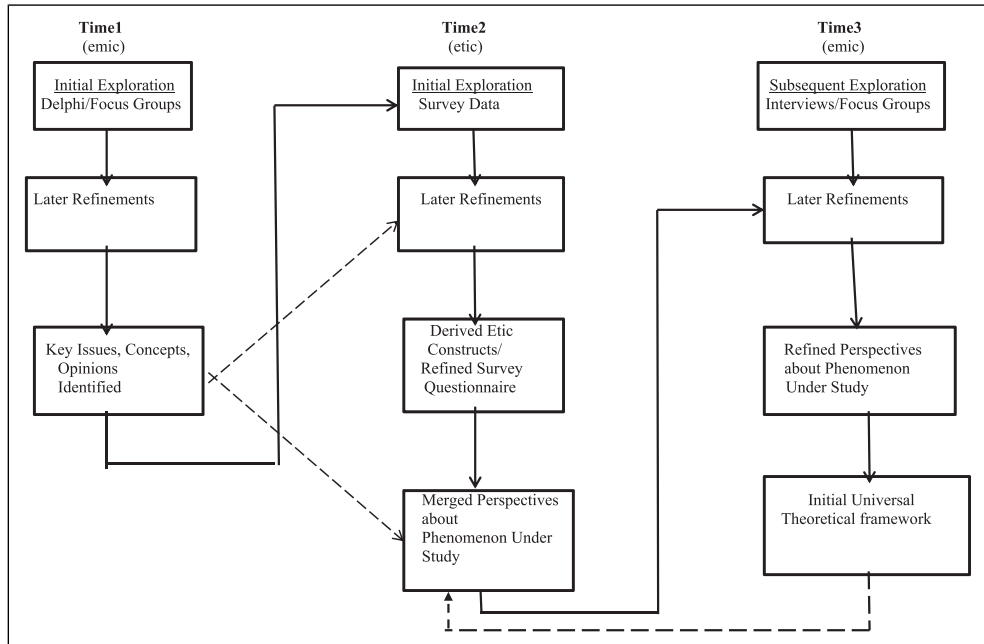 Time1
(emic)
Initial Exploration
Delphi/Focus Groups
Later Refinements
Key Issues, Concepts,
Opinions
Identified
Time2
(etic)
Initial Exploration
Survey Data
Later Refinements
Derived Etic
Constructs/
Refined Survey
Questionnaire
Merged Perspectives
about
Phenomenon Under
Study
Time3
(emic)
Subsequent Exploration
Interviews/Focus Groups
Later Refinements
Refined Perspectives
about Phenomenon
Under Study
Initial Universal
Theoretical framework